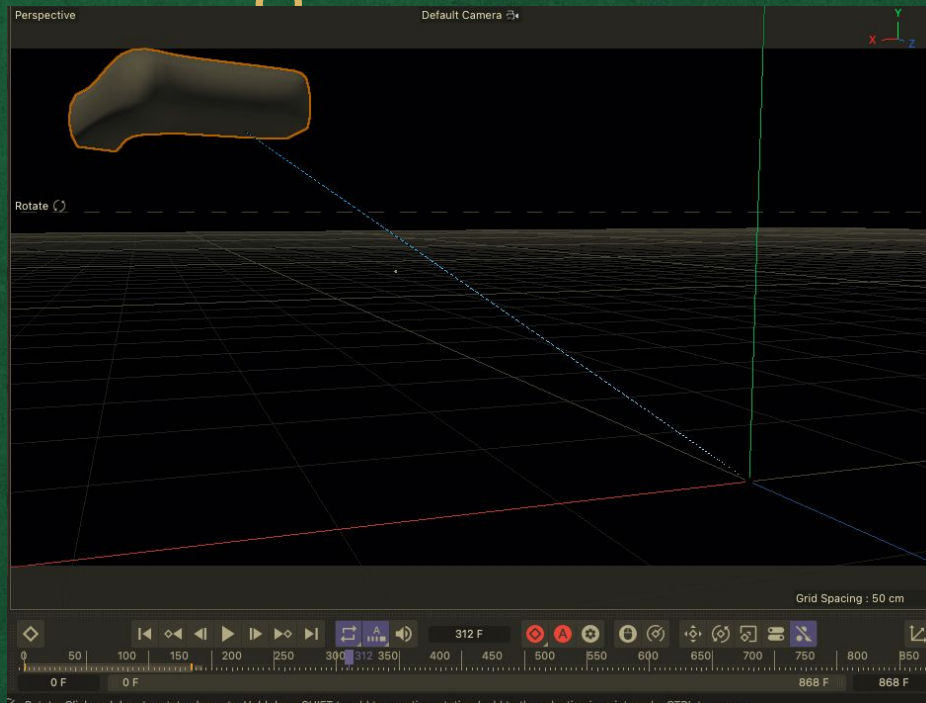 Perspective
Default Camera
Y
X
Z
Rotate
Grid Spacing : 50 cm
A
312 F
A
0 50 100 150 200 250 300 312 350 400 450 500 550 600 650 700 750 800 850
0 F 0 F 868 F 868 F